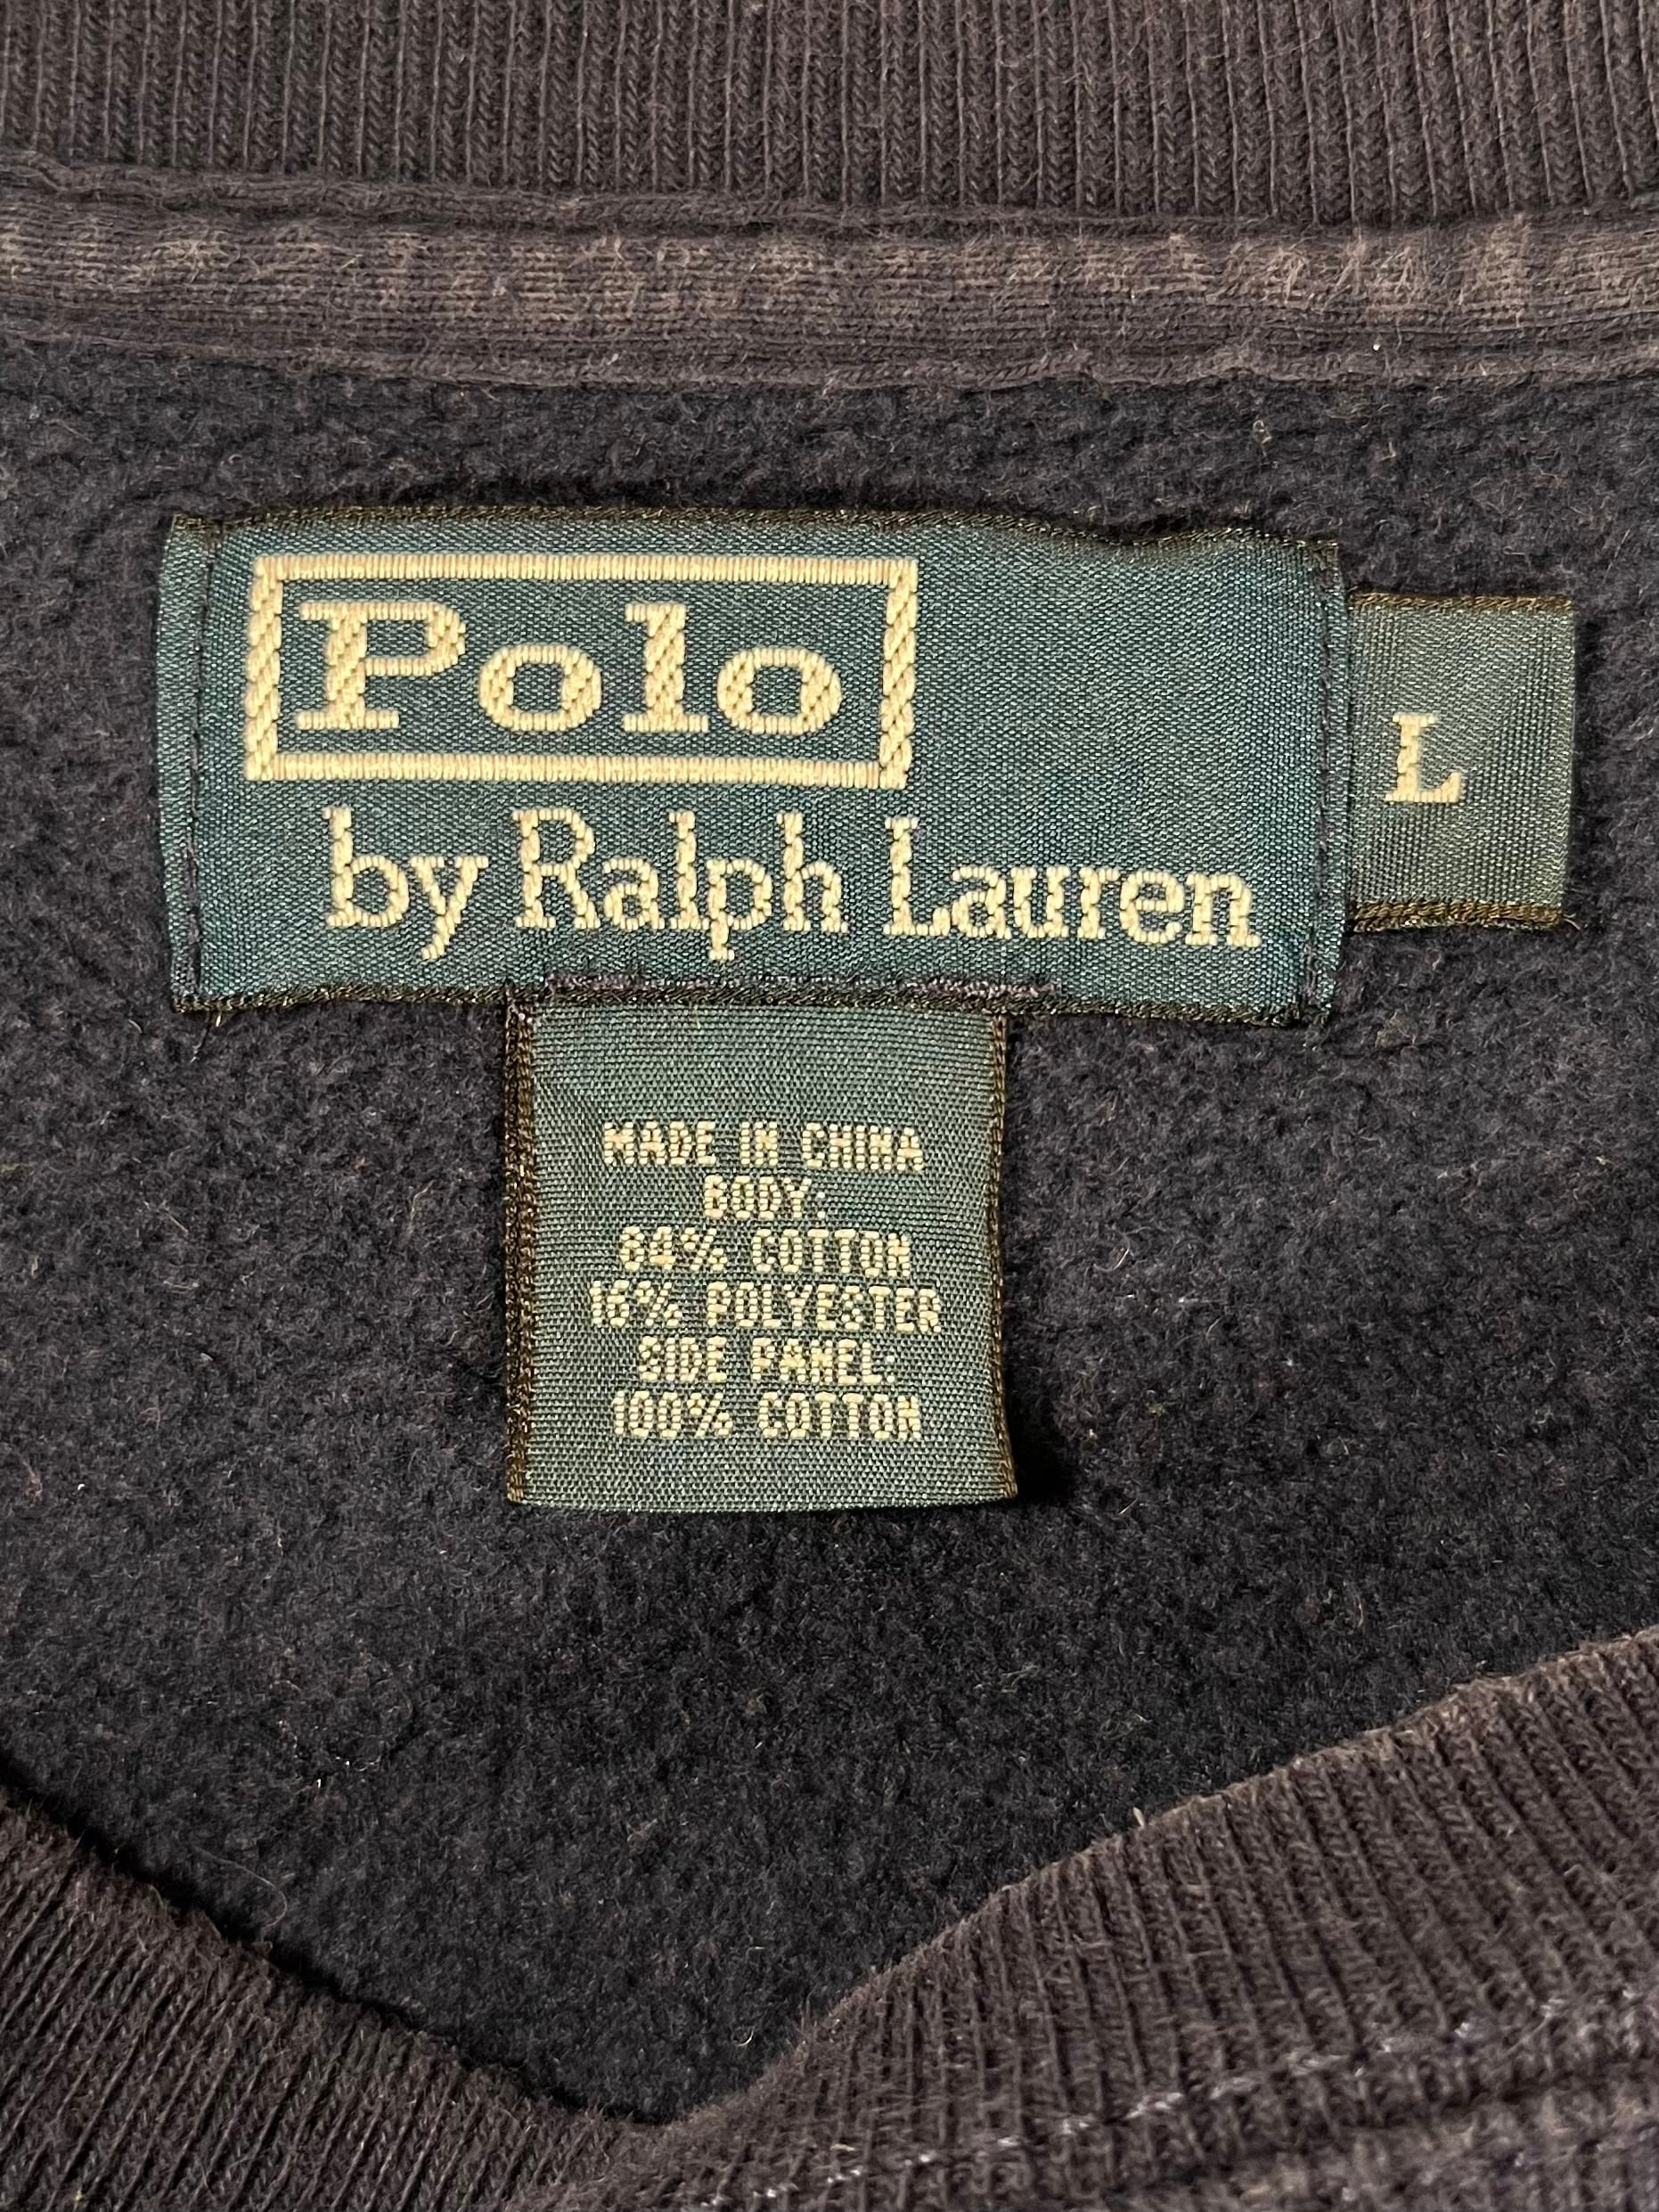 Polo
by Ralph Lauren
L
MADE IN CHINA
BODY:
84% COTTON
16% POLYESTER
SIDE PANEL:
100% COTTON